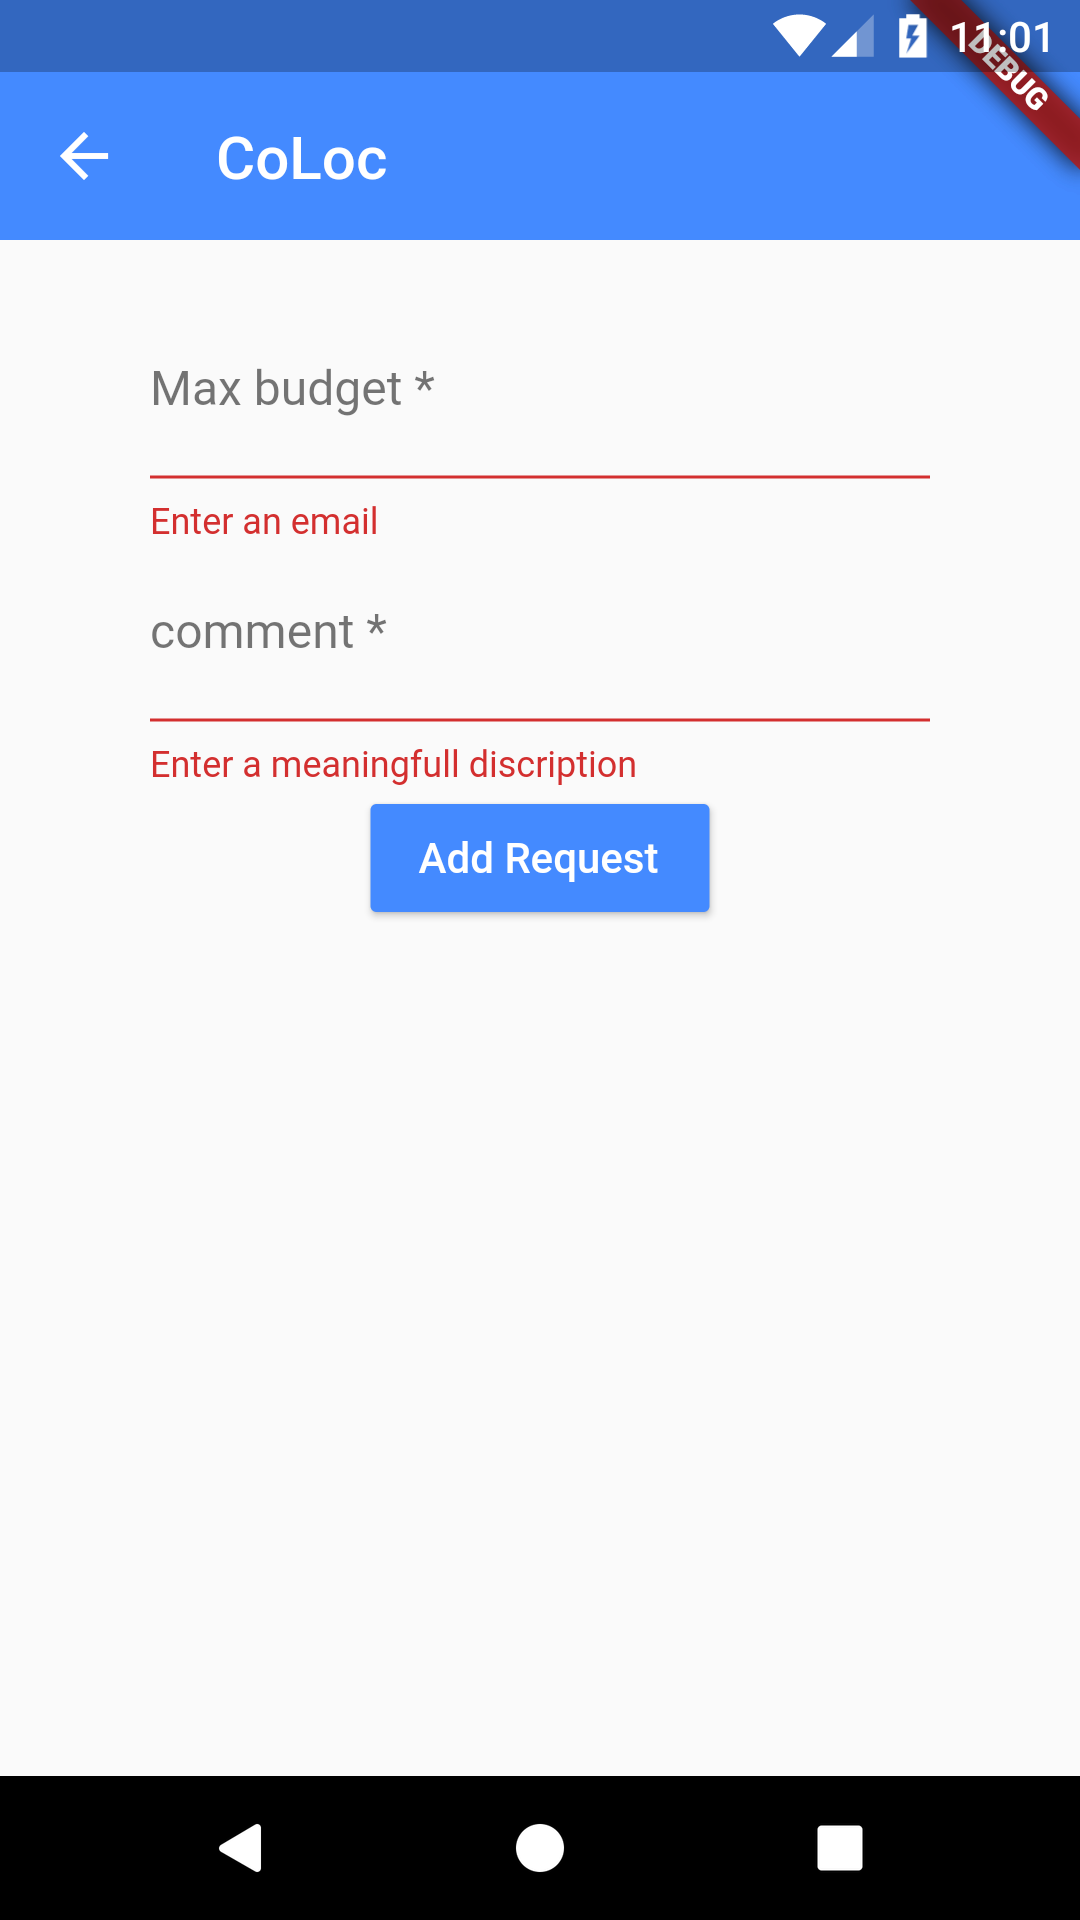 11:01
DEBUG
CoLoc
Max budget *
Enter an email
comment *
Enter a meaningfull discription
Add Request